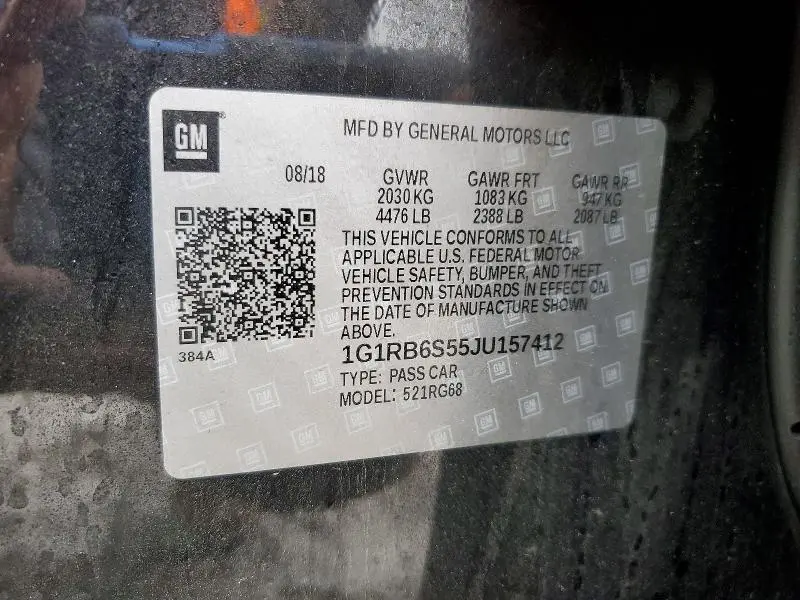 GM
MFD BY GENERAL MOTORS LLC
08/18 GVWR GAWR FRT GAWR RR
2030 KG 1083 KG 947 KG
4476 LB 2388 LB 2087 LB
THIS VEHICLE CONFORMS TO ALL
APPLICABLE U.S. FEDERAL MOTOR
VEHICLE SAFETY, BUMPER, AND THEFT
PREVENTION STANDARDS IN EFFECT ON
THE DATE OF MANUFACTURE SHOWN
ABOVE.
384A
1G1RB6S55JU157412
TYPE: PASS CAR
MODEL: 521RG68